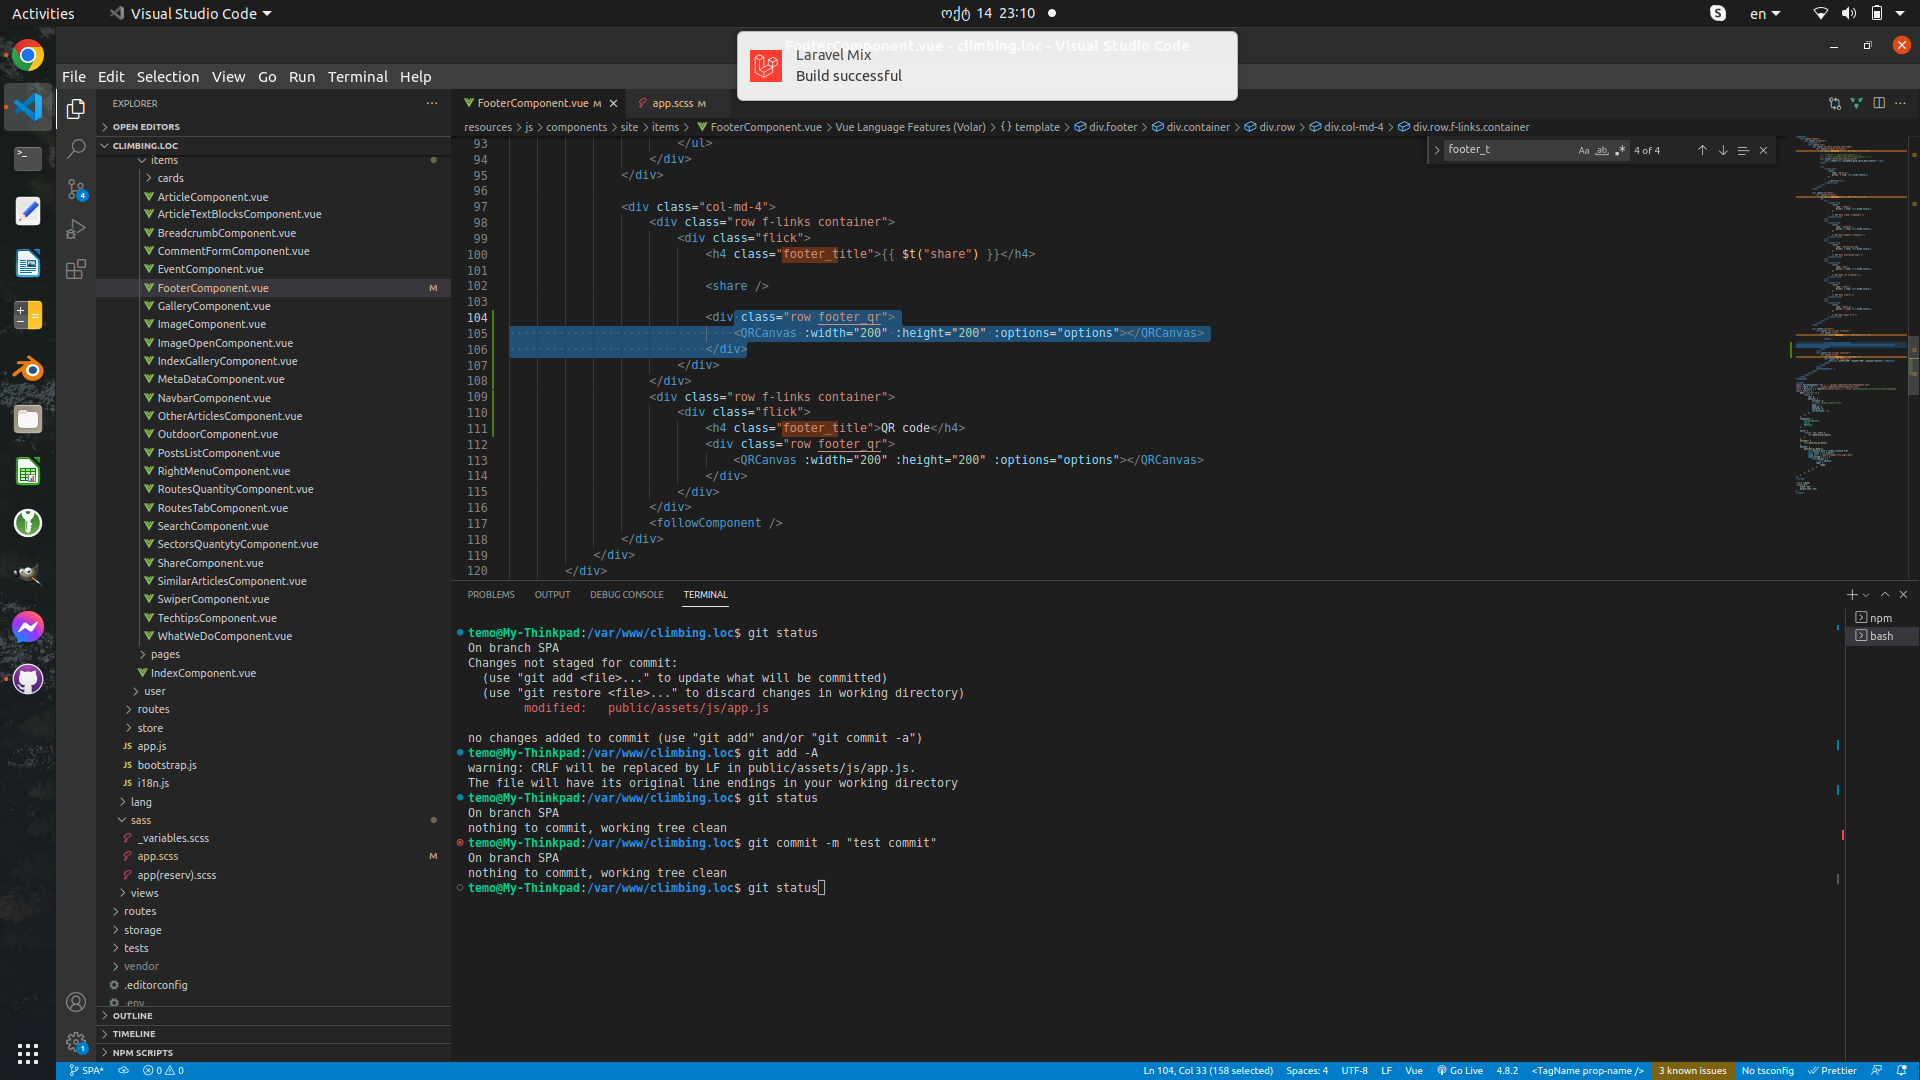 Activities
Visual Studio Code
ოქტ 14 23:10
en
FooterComponent.vue - climbing.loc - Visual Studio Code
Laravel Mix
Build successful
File Edit Selection View Go Run Terminal Help
EXPLORER
OPEN EDITORS
CLIMBING.LOC
items
cards
ArticleComponent.vue
ArticleTextBlocksComponent.vue
BreadcrumbComponent.vue
CommentFormComponent.vue
EventComponent.vue
FooterComponent.vue M
GalleryComponent.vue
ImageComponent.vue
ImageOpenComponent.vue
IndexGalleryComponent.vue
MetaDataComponent.vue
NavbarComponent.vue
OtherArticlesComponent.vue
OutdoorComponent.vue
PostsListComponent.vue
RightMenuComponent.vue
RoutesQuantityComponent.vue
RoutesTabComponent.vue
SearchComponent.vue
SectorsQuantytyComponent.vue
ShareComponent.vue
SimilarArticlesComponent.vue
SwiperComponent.vue
TechtipsComponent.vue
WhatWeDoComponent.vue
pages
IndexComponent.vue
user
routes
store
JS app.js
JS bootstrap.js
JS i18n.js
lang
sass
_variables.scss
app.scss M
app(reserv).scss
views
routes
storage
tests
vendor
.editorconfig
.env
OUTLINE
TIMELINE
NPM SCRIPTS
4
1
FooterComponent.vue M
app.scss M
resources > js > components > site > items > FooterComponent.vue > Vue Language Features (Volar) > {} template > div.footer > div.container > div.row > div.col-md-4 > div.row.f-links.container
footer_t Aa ab 4 of 4
93 </ul>
94 </div>
95 </div>
96
97 <div class="col-md-4">
98 <div class="row f-links container">
99 <div class="flick">
100 <h4 class="footer_title">{{ $t("share") }}</h4>
101
102 <share />
103
104 <div class="row footer_qr">
105 <QRCanvas :width="200" :height="200" :options="options"></QRCanvas>
106 </div>
107 </div>
108 </div>
109 <div class="row f-links container">
110 <div class="flick">
111 <h4 class="footer_title">QR code</h4>
112 <div class="row footer_qr">
113 <QRCanvas :width="200" :height="200" :options="options"></QRCanvas>
114 </div>
115 </div>
116 </div>
117 <followComponent />
118 </div>
119 </div>
120 </div>
PROBLEMS OUTPUT DEBUG CONSOLE TERMINAL
npm
bash
temo@My-Thinkpad:/var/www/climbing.loc$ git status
On branch SPA
Changes not staged for commit:
(use "git add <file>..." to update what will be committed)
(use "git restore <file>..." to discard changes in working directory)
modified: public/assets/js/app.js
no changes added to commit (use "git add" and/or "git commit -a")
temo@My-Thinkpad:/var/www/climbing.loc$ git add -A
warning: CRLF will be replaced by LF in public/assets/js/app.js.
The file will have its original line endings in your working directory
temo@My-Thinkpad:/var/www/climbing.loc$ git status
On branch SPA
nothing to commit, working tree clean
temo@My-Thinkpad:/var/www/climbing.loc$ git commit -m "test commit"
On branch SPA
nothing to commit, working tree clean
temo@My-Thinkpad:/var/www/climbing.loc$ git status
SPA* 0 0
Ln 104, Col 33 (158 selected) Spaces: 4 UTF-8 LF Vue Go Live 4.8.2 <TagName prop-name /> 3 known issues No tsconfig Prettier